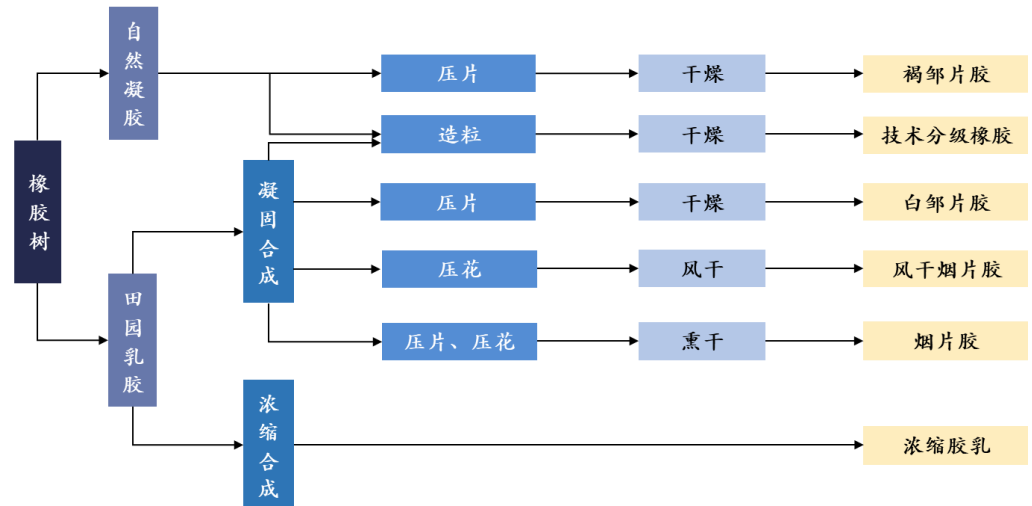 橡胶树
自然凝胶
田园乳胶
凝固合成
浓缩合成
压片
干燥
褐邹片胶
造粒
干燥
技术分级橡胶
压片
干燥
白邹片胶
压花
风干
风干烟片胶
压片、压花
熏干
烟片胶
浓缩胶乳